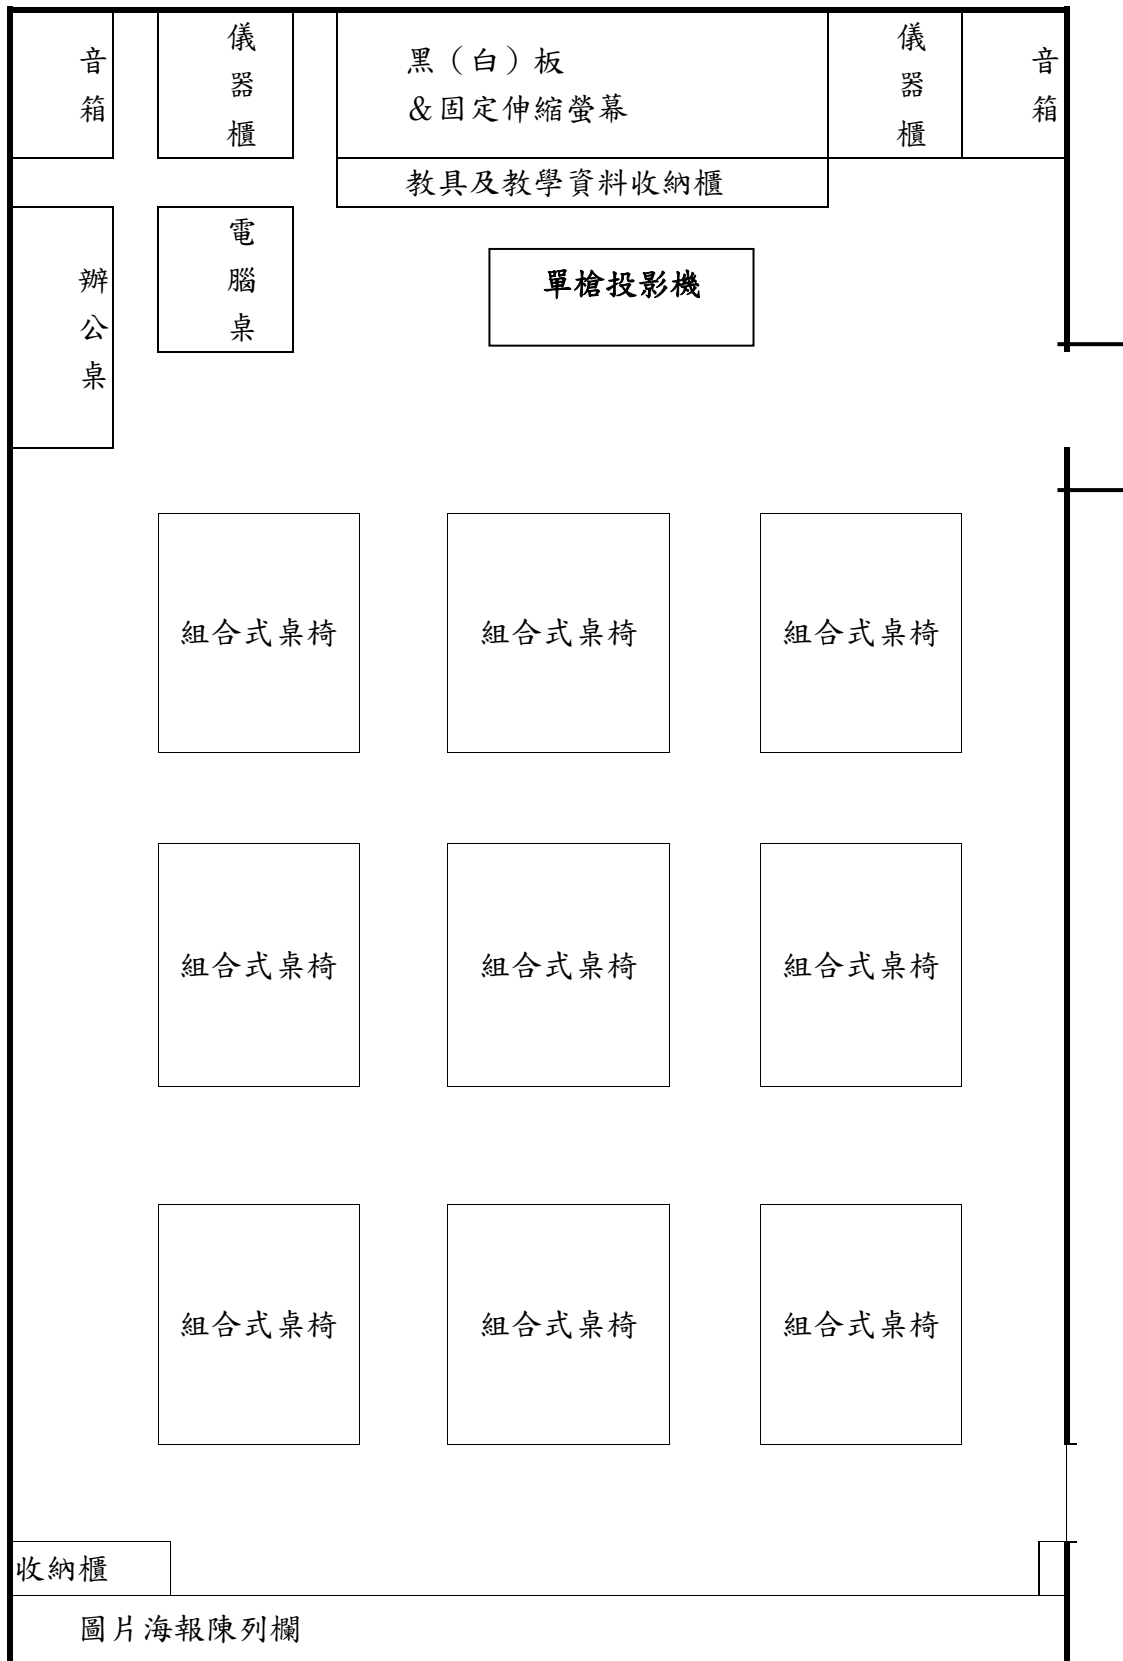 音箱
儀器櫃
黑（白）板
＆固定伸縮螢幕
儀器櫃
音箱
教具及教學資料收納櫃
辦公桌
電腦桌
單槍投影機
組合式桌椅
組合式桌椅
組合式桌椅
組合式桌椅
組合式桌椅
組合式桌椅
組合式桌椅
組合式桌椅
組合式桌椅
收納櫃
圖片海報陳列欄